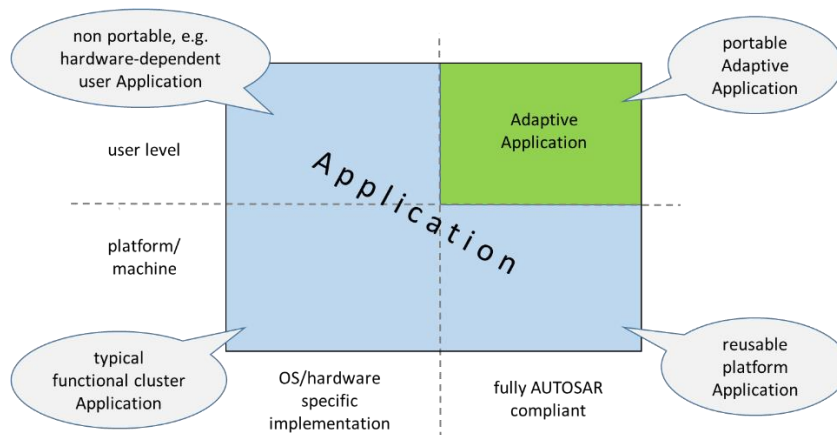 non portable, e.g.
hardware-dependent
user Application
portable
Adaptive
Application
Adaptive
Application
user level
Application
platform/
machine
typical
functional cluster
Application
reusable
platform
Application
OS/hardware
specific
implementation
fully AUTOSAR
compliant